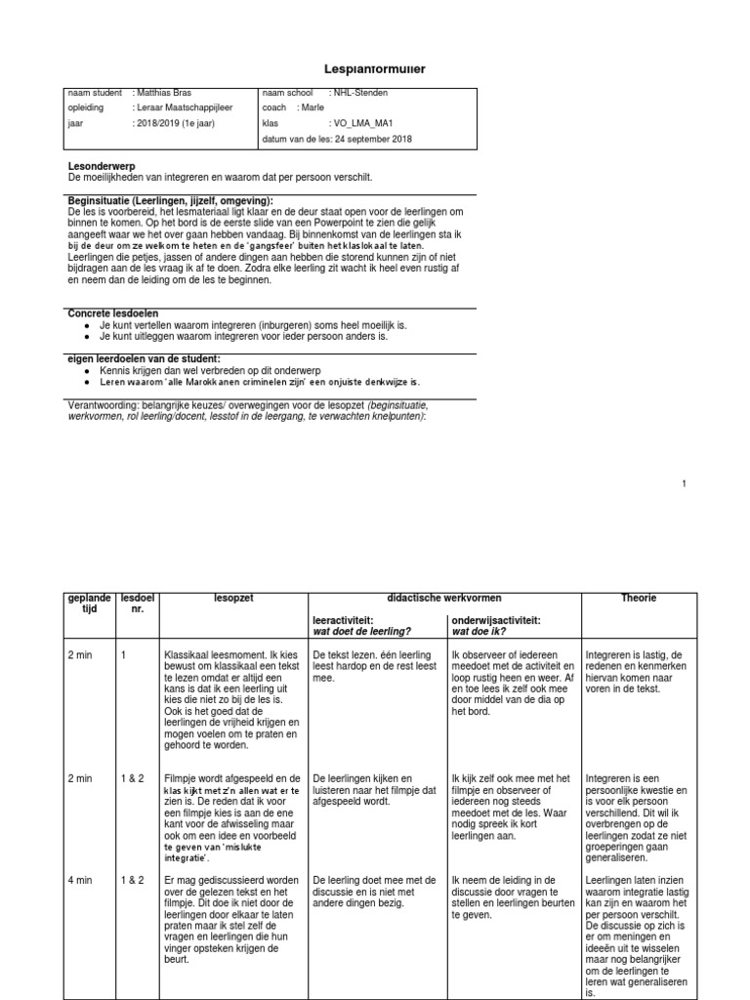 Lesplanformulier
naam student : Matthias Bras
opleiding : Leraar Maatschappijleer
jaar : 2018/2019 (1e jaar)
naam school : NHL-Stenden
coach : Marle
klas : VO_LMA_MA1
datum van de les: 24 september 2018
Lesonderwerp
De moeilijkheden van integreren en waarom dat per persoon verschilt.
Beginsituatie (Leerlingen, jijzelf, omgeving):
De les is voorbereid, het lesmateriaal ligt klaar en de deur staat open voor de leerlingen om
binnen te komen. Op het bord is de eerste slide van een Powerpoint te zien die gelijk
aangeeft waar we het over gaan hebben vandaag. Bij binnenkomst van de leerlingen sta ik
bij de deur om ze welkom te heten en de 'gangsfeer' buiten het klaslokaal te laten.
Leerlingen die petjes, jassen of andere dingen aan hebben die storend kunnen zijn of niet
bijdragen aan de les vraag ik af te doen. Zodra elke leerling zit wacht ik heel even rustig af
en neem dan de leiding om de les te beginnen.
Concrete lesdoelen
● Je kunt vertellen waarom integreren (inburgeren) soms heel moeilijk is.
● Je kunt uitleggen waarom integreren voor ieder persoon anders is.
eigen leerdoelen van de student:
● Kennis krijgen dan wel verbreden op dit onderwerp
● Leren waarom 'alle Marokkanen criminelen zijn' een onjuiste denkwijze is.
Verantwoording: belangrijke keuzes/ overwegingen voor de lesopzet (beginsituatie,
werkvormen, rol leerling/docent, lesstof in de leergang, te verwachten knelpunten):
1
geplande
tijd
lesdoel
nr.
lesopzet
didactische werkvormen
Theorie
leeractiviteit:
wat doet de leerling?
onderwijsactiviteit:
wat doe ik?
2 min
1
Klassikaal leesmoment. Ik kies
bewust om klassikaal een tekst
te lezen omdat er altijd een
kans is dat ik een leerling uit
kies die niet zo bij de les is.
Ook is het goed dat de
leerlingen de vrijheid krijgen en
mogen voelen om te praten en
gehoord te worden.
De tekst lezen. één leerling
leest hardop en de rest leest
mee.
Ik observeer of iedereen
meedoet met de activiteit en
loop rustig heen en weer. Af
en toe lees ik zelf ook mee
door middel van de dia op
het bord.
Integreren is lastig, de
redenen en kenmerken
hiervan komen naar
voren in de tekst.
2 min
1 & 2
Filmpje wordt afgespeeld en de
klas kijkt met z'n allen wat er te
zien is. De reden dat ik voor
een filmpje kies is aan de ene
kant voor de afwisseling maar
ook om een idee en voorbeeld
te geven van 'mislukte
integratie'.
De leerlingen kijken en
luisteren naar het filmpje dat
afgespeeld wordt.
Ik kijk zelf ook mee met het
filmpje en observeer of
iedereen nog steeds
meedoet met de les. Waar
nodig spreek ik kort
leerlingen aan.
Integreren is een
persoonlijke kwestie en
is voor elk persoon
verschillend. Dit wil ik
overbrengen op de
leerlingen zodat ze niet
groeperingen gaan
generaliseren.
4 min
1 & 2
Er mag gediscussieerd worden
over de gelezen tekst en het
filmpje. Dit doe ik niet door de
leerlingen door elkaar te laten
praten maar ik stel zelf de
vragen en leerlingen die hun
vinger opsteken krijgen de
beurt.
De leerling doet mee met de
discussie en is niet met
andere dingen bezig.
Ik neem de leiding in de
discussie door vragen te
stellen en leerlingen beurten
te geven.
Leerlingen laten inzien
waarom integratie lastig
kan zijn en waarom het
per persoon verschilt.
De discussie op zich is
er om meningen en
ideeën uit te wisselen
maar nog belangrijker
om de leerlingen te
leren wat generaliseren
is.